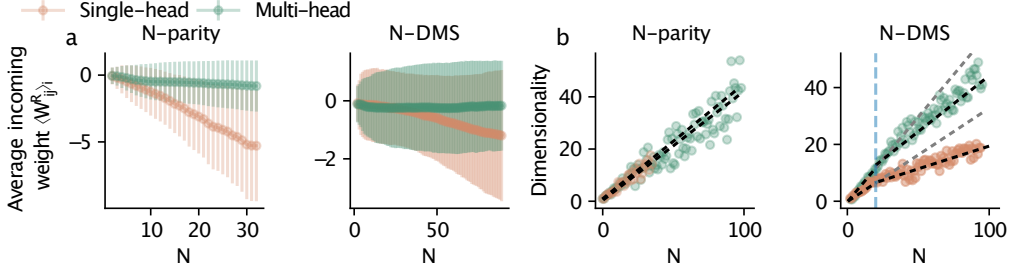 Single-head Multi-head
a N-parity N-DMS b N-parity N-DMS
Average incoming
weight ⟨W^R_ij⟩_i
0
−5
10 20 30
N
0
−2
0 50
N
Dimensionality
0
20
40
0 100
N
0
20
40
0 100
N